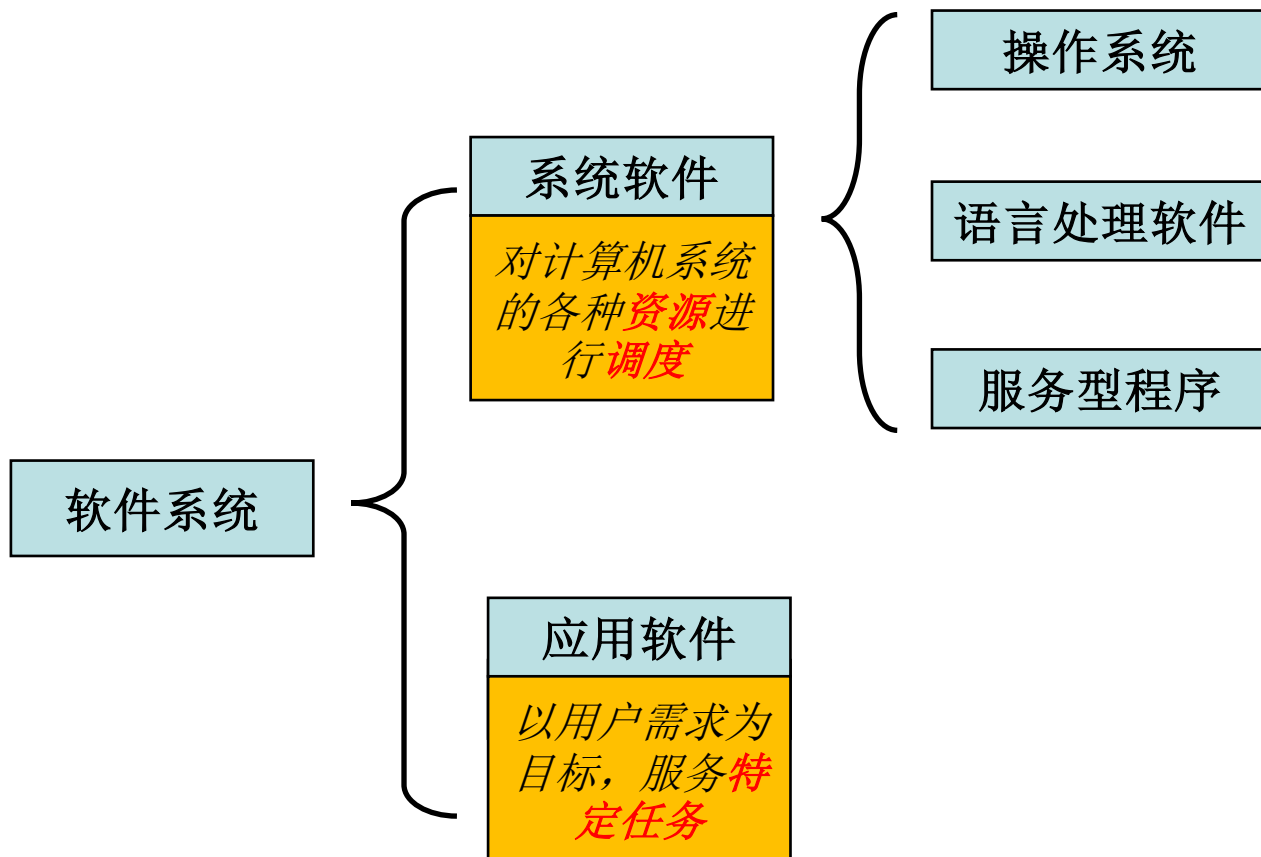 软件系统
系统软件
对计算机系统
的各种资源进
行调度
应用软件
以用户需求为
目标，服务特
定任务
操作系统
语言处理软件
服务型程序